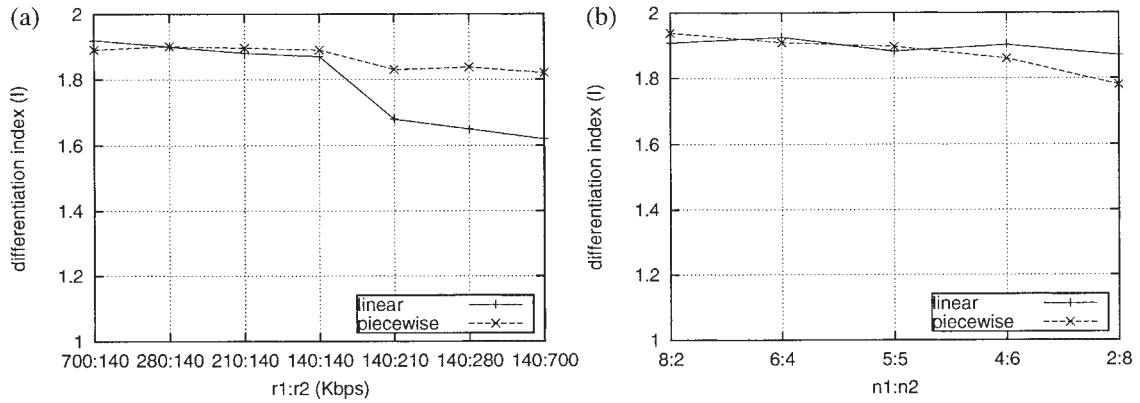 (a)
differentiation index (I)
2
1.8
1.6
1.4
1.2
1
linear
piecewise
700:140 280:140 210:140 140:140 140:210 140:280 140:700
r1:r2 (Kbps)
(b)
differentiation index (I)
2
1.8
1.6
1.4
1.2
1
linear
piecewise
8:2 6:4 5:5 4:6 2:8
n1:n2